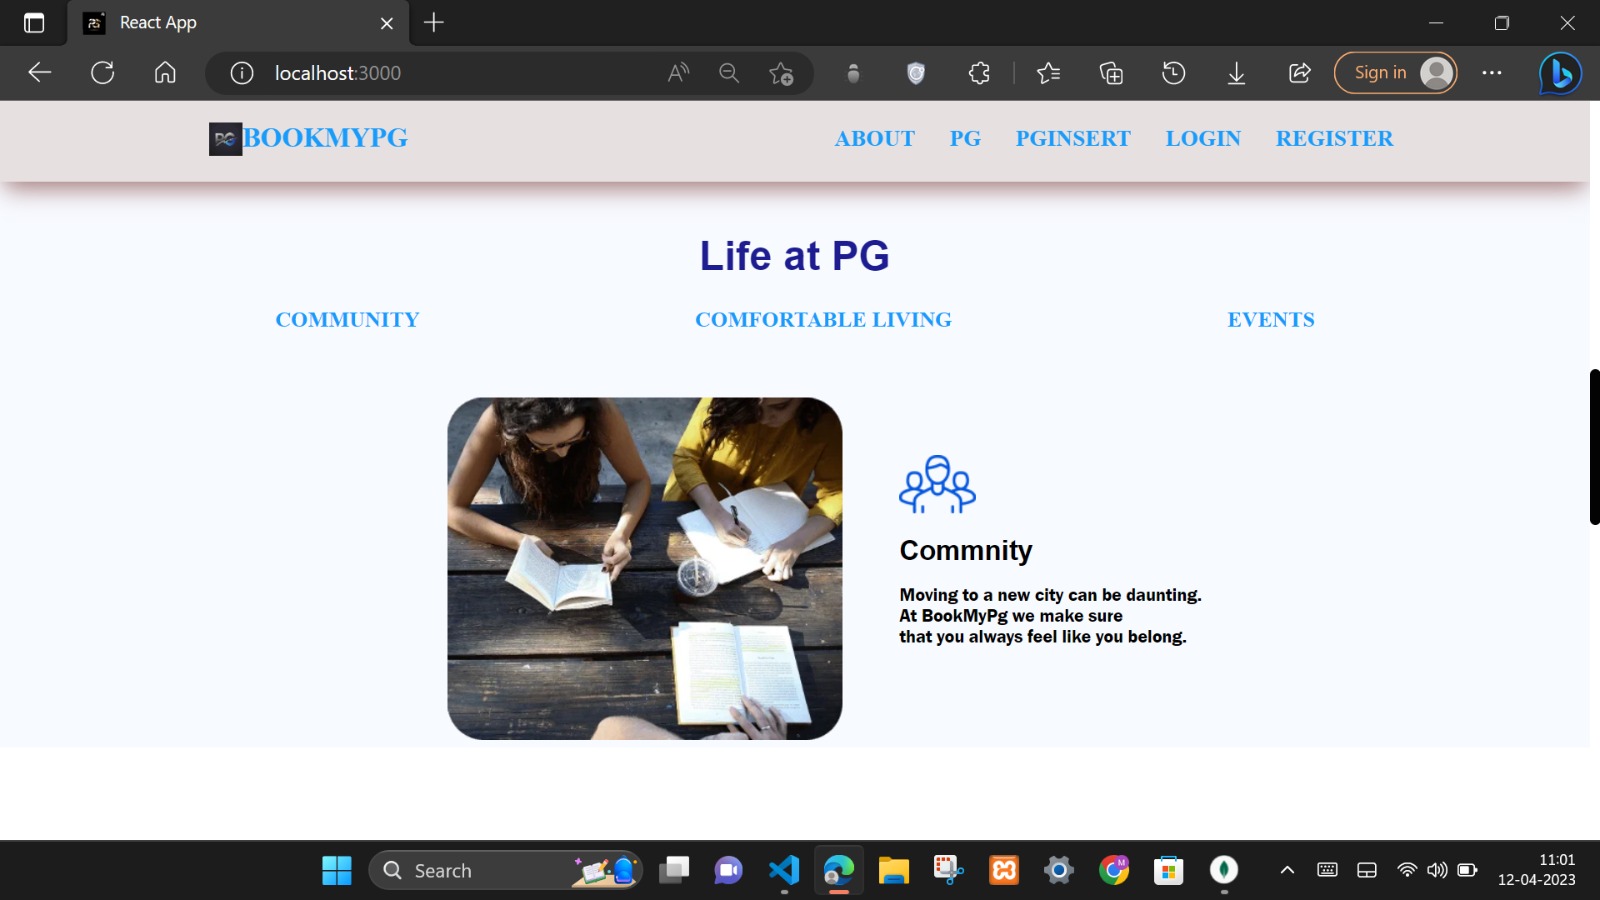 React App
localhost:3000
Sign in
BOOKMYPG
ABOUT PG PGINSERT LOGIN REGISTER
Life at PG
COMMUNITY COMFORTABLE LIVING EVENTS
Commnity
Moving to a new city can be daunting.
At BookMyPg we make sure
that you always feel like you belong.
Search
11:01
12-04-2023